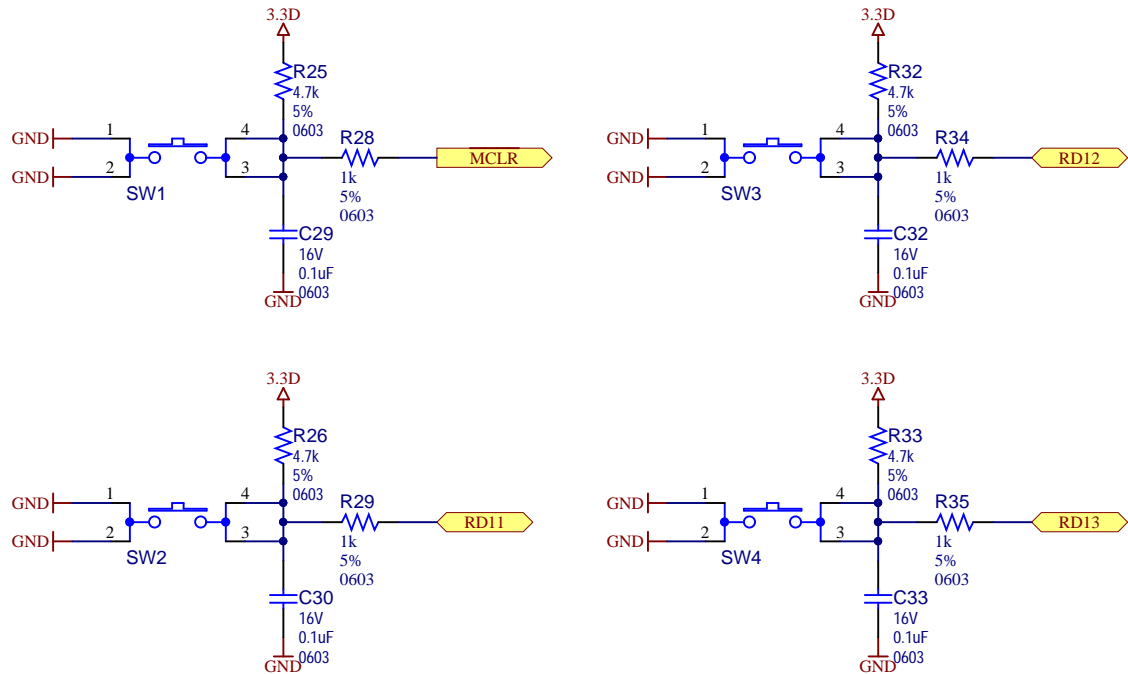 3.3D
R25
4.7k
5%
0603
GND
1
4
R28
MCLR
GND
2
3
1k
5%
0603
SW1
C29
16V
0.1uF
0603
GND
3.3D
R32
4.7k
5%
0603
GND
1
4
R34
RD12
GND
2
3
1k
5%
0603
SW3
C32
16V
0.1uF
0603
GND
3.3D
R26
4.7k
5%
0603
GND
1
4
R29
RD11
GND
2
3
1k
5%
0603
SW2
C30
16V
0.1uF
0603
GND
3.3D
R33
4.7k
5%
0603
GND
1
4
R35
RD13
GND
2
3
1k
5%
0603
SW4
C33
16V
0.1uF
0603
GND